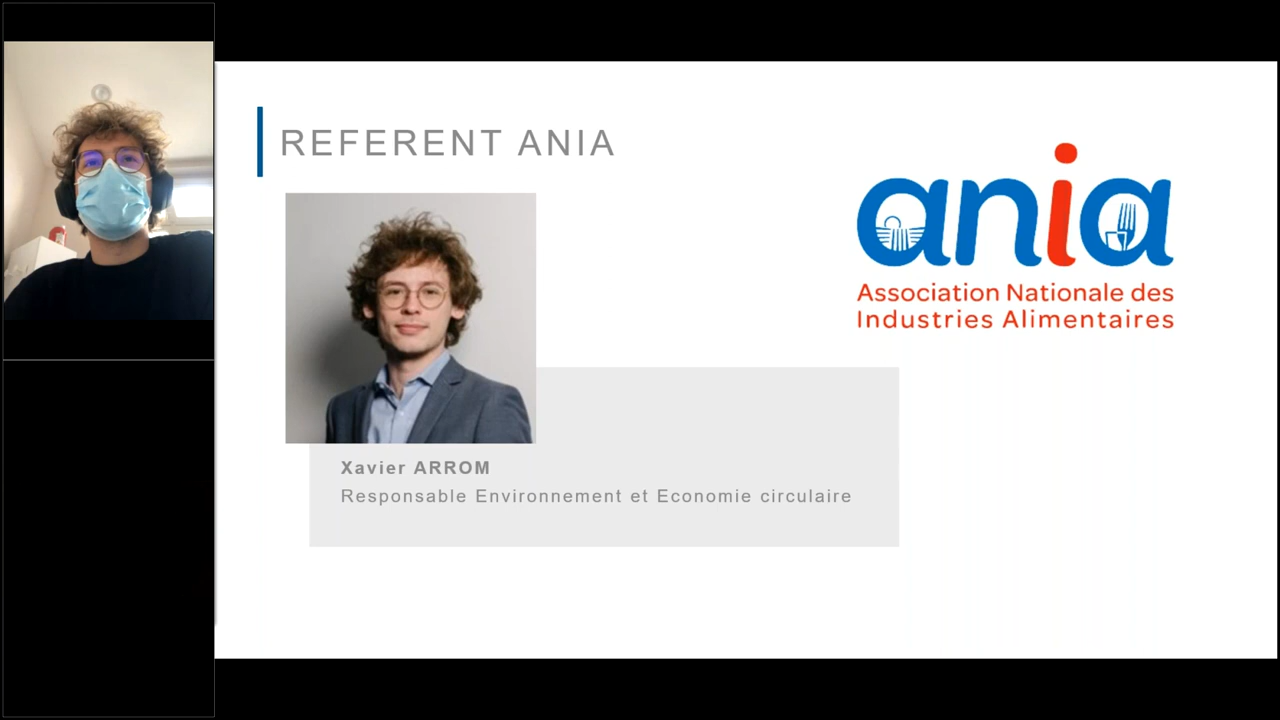 REFERENT ANIA
ania
Association Nationale des
Industries Alimentaires
Xavier ARROM
Responsable Environnement et Economie circulaire